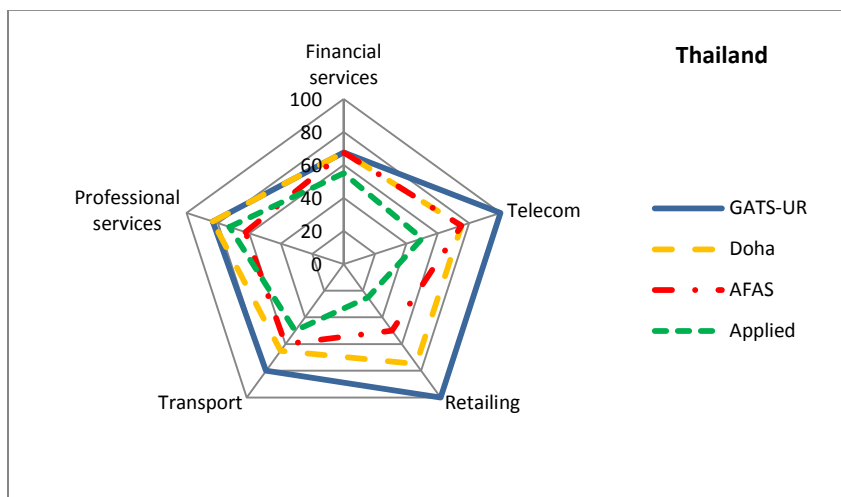 Thailand
Financial
services
100
80
60
40
20
0
Professional
services
Telecom
Transport
Retailing
GATS-UR
Doha
AFAS
Applied